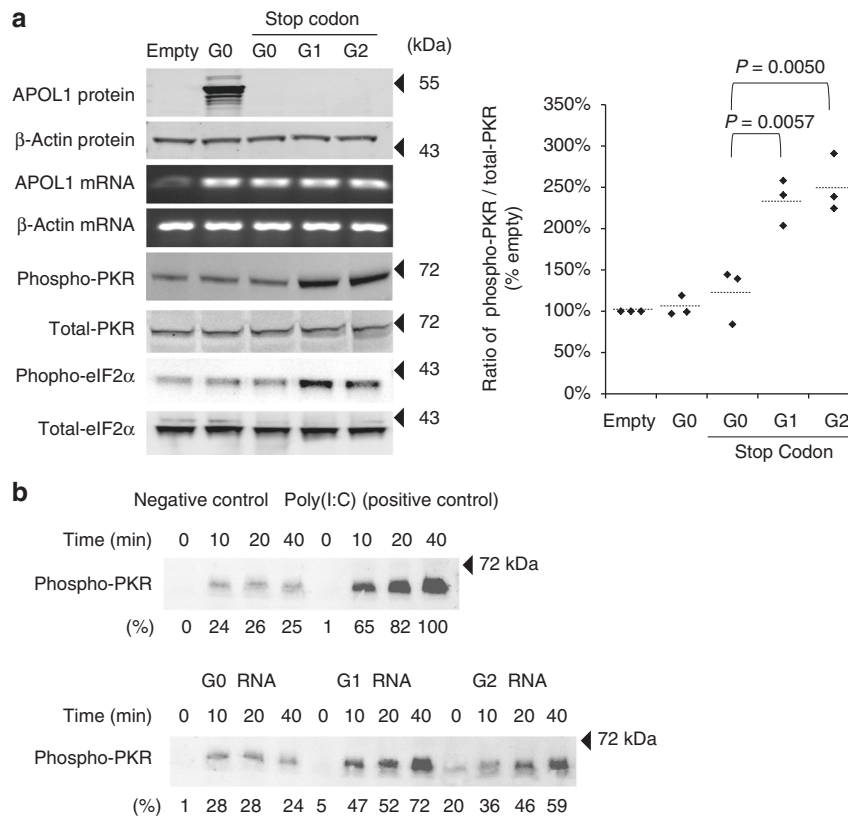 a
Stop codon
Empty G0 G0 G1 G2 (kDa)
APOL1 protein 55
β-Actin protein 43
APOL1 mRNA
β-Actin mRNA
Phospho-PKR 72
Total-PKR 72
Phopho-eIF2α 43
Total-eIF2α 43
Ratio of phospho-PKR / total-PKR
(% empty)
350%
300%
250%
200%
150%
100%
50%
0%
P = 0.0050
P = 0.0057
Empty G0 G0 G1 G2
Stop Codon
b
Negative control Poly(I:C) (positive control)
Time (min) 0 10 20 40 0 10 20 40
72 kDa
Phospho-PKR
(%) 0 24 26 25 1 65 82 100
G0 RNA G1 RNA G2 RNA
Time (min) 0 10 20 40 0 10 20 40 0 10 20 40
72 kDa
Phospho-PKR
(%) 1 28 28 24 5 47 52 72 20 36 46 59